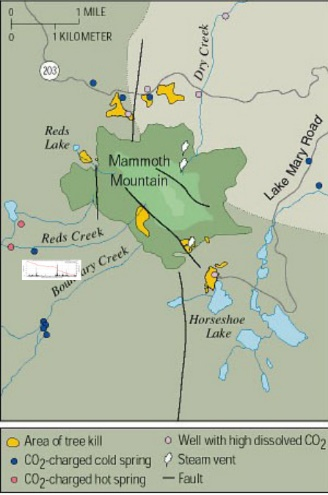 0 1 MILE
0 1 KILOMETER
203
Dry Creek
Reds
Lake
Mammoth
Mountain
Lake Mary Road
Reds Creek
Boundary Creek
Horseshoe
Lake
Area of tree kill
CO2-charged cold spring
CO2-charged hot spring
Well with high dissolved CO2
Steam vent
Fault